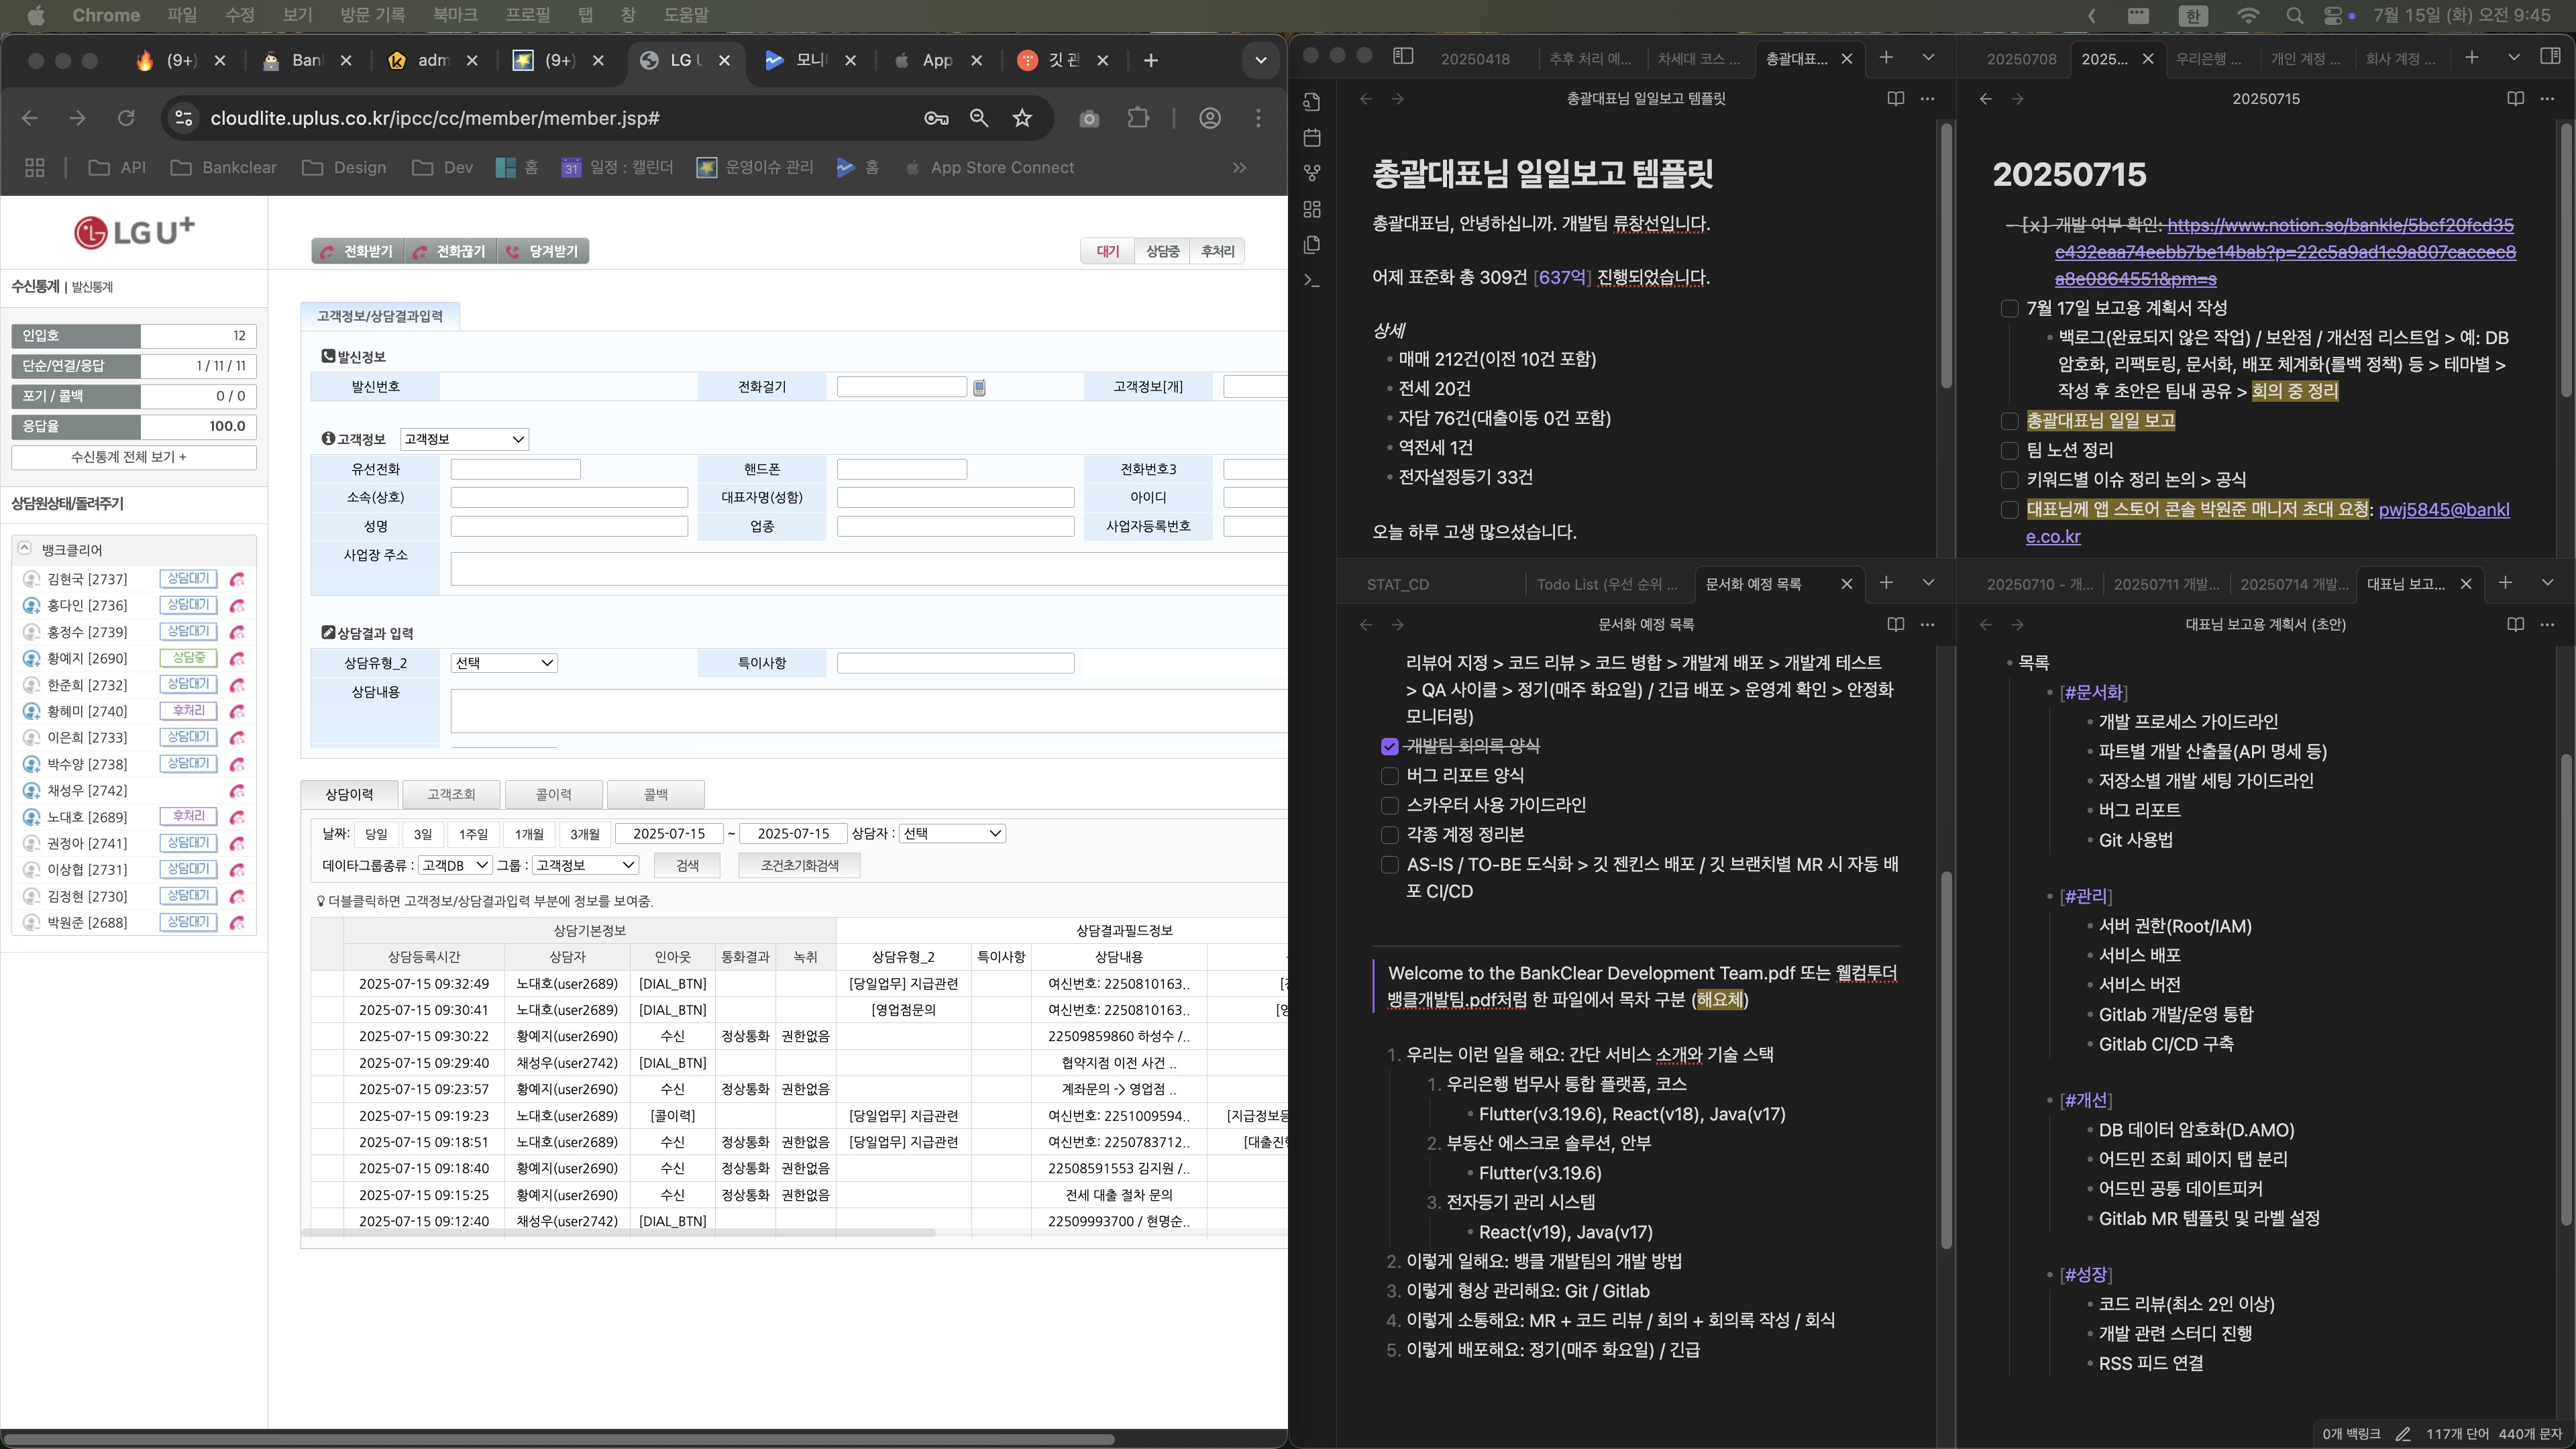 Chrome 파일 수정 보기 방문 기록 북마크 프로필 탭 창 도움말
한 7월 15일 (화) 오전 9:45
(9+) Banl adm (9+) LG U 모니 App 깃 관
cloudlite.uplus.co.kr/ipcc/cc/member/member.jsp#
API Bankclear Design Dev 홈 일정 : 캘린더 운영이슈 관리 홈 App Store Connect
LG U+
수신통계 | 발신통계
인입호 12
단순/연결/응답 1 / 11 / 11
포기 / 콜백 0 / 0
응답율 100.0
수신통계 전체 보기 +
상담원상태/돌려주기
뱅크클리어
김현국 [2737] 상담대기
홍다인 [2736] 상담대기
홍정수 [2739] 상담대기
황예지 [2690] 상담중
한준희 [2732] 상담대기
황혜미 [2740] 후처리
이은희 [2733] 상담대기
박수양 [2738] 상담대기
채성우 [2742]
노대호 [2689] 후처리
권정아 [2741] 상담대기
이상협 [2731] 상담대기
김정현 [2730] 상담대기
박원준 [2688] 상담대기
전화받기 전화끊기 당겨받기
대기 상담중 후처리
고객정보/상담결과입력
발신정보
발신번호 전화걸기 고객정보[개]
고객정보 고객정보
유선전화 핸드폰 전화번호3
소속(상호) 대표자명(성함) 아이디
성명 업종 사업자등록번호
사업장 주소
상담결과 입력
상담유형_2 선택 특이사항
상담내용
상담이력 고객조회 콜이력 콜백
날짜: 당일 3일 1주일 1개월 3개월 2025-07-15 ~ 2025-07-15 상담자 : 선택
데이타그룹종류 : 고객DB 그룹 : 고객정보 검색 조건초기화검색
더블클릭하면 고객정보/상담결과입력 부분에 정보를 보여줌.
상담기본정보 상담결과필드정보
상담등록시간 상담자 인아웃 통화결과 녹취 상담유형_2 특이사항 상담내용
2025-07-15 09:32:49 노대호(user2689) [DIAL_BTN] [당일업무] 지급관련 여신번호: 2250810163..
2025-07-15 09:30:41 노대호(user2689) [DIAL_BTN] [영업점문의 여신번호: 2250810163..
2025-07-15 09:30:22 황예지(user2690) 수신 정상통화 권한없음 22509859860 하성수 /..
2025-07-15 09:29:40 채성우(user2742) [DIAL_BTN] 협약지점 이전 사건 ..
2025-07-15 09:23:57 황예지(user2690) 수신 정상통화 권한없음 계좌문의 -> 영업점 ..
2025-07-15 09:19:23 노대호(user2689) [콜이력] [당일업무] 지급관련 여신번호: 2251009594.. [지급정보등
2025-07-15 09:18:51 노대호(user2689) 수신 정상통화 권한없음 [당일업무] 지급관련 여신번호: 2250783712.. [대출진행
2025-07-15 09:18:40 황예지(user2690) 수신 정상통화 권한없음 22508591553 김지원 /..
2025-07-15 09:15:25 황예지(user2690) 수신 정상통화 권한없음 전세 대출 절차 문의
2025-07-15 09:12:40 채성우(user2742) [DIAL_BTN] 22509993700 / 현명순..
20250418 추후 처리 예... 차세대 코스 ... 총괄대표...
총괄대표님 일일보고 템플릿
총괄대표님 일일보고 템플릿
총괄대표님, 안녕하십니까. 개발팀 류창선입니다.
어제 표준화 총 309건 [637억] 진행되었습니다.
상세
매매 212건(이전 10건 포함)
전세 20건
자담 76건(대출이동 0건 포함)
역전세 1건
전자설정등기 33건
오늘 하루 고생 많으셨습니다.
20250708 2025... 우리은행 ... 개인 계정 ... 회사 계정 ...
20250715
20250715
- [x] 개발 여부 확인: https://www.notion.so/bankle/5bcf20fcd35
c432eaa74eebb7be14bab?p=22c5a9ad1c9a807caccec8
a8e0864551&pm=s
7월 17일 보고용 계획서 작성
백로그(완료되지 않은 작업) / 보완점 / 개선점 리스트업 > 예: DB
암호화, 리팩토링, 문서화, 배포 체계화(롤백 정책) 등 > 테마별 >
작성 후 초안은 팀내 공유 > 회의 중 정리
총괄대표님 일일 보고
팀 노션 정리
키워드별 이슈 정리 논의 > 공식
대표님께 앱 스토어 콘솔 박원준 매니저 초대 요청: pwj5845@bankl
e.co.kr
STAT_CD Todo List (우선 순위 ... 문서화 예정 목록
문서화 예정 목록
리뷰어 지정 > 코드 리뷰 > 코드 병합 > 개발계 배포 > 개발계 테스트
> QA 사이클 > 정기(매주 화요일) / 긴급 배포 > 운영계 확인 > 안정화
모니터링)
개발팀 회의록 양식
버그 리포트 양식
스카우터 사용 가이드라인
각종 계정 정리본
AS-IS / TO-BE 도식화 > 깃 젠킨스 배포 / 깃 브랜치별 MR 시 자동 배
포 CI/CD
Welcome to the BankClear Development Team.pdf 또는 웰컴투더
뱅클개발팀.pdf처럼 한 파일에서 목차 구분 (해요체)
1. 우리는 이런 일을 해요: 간단 서비스 소개와 기술 스택
1. 우리은행 법무사 통합 플랫폼, 코스
Flutter(v3.19.6), React(v18), Java(v17)
2. 부동산 에스크로 솔루션, 안부
Flutter(v3.19.6)
3. 전자등기 관리 시스템
React(v19), Java(v17)
2. 이렇게 일해요: 뱅클 개발팀의 개발 방법
3. 이렇게 형상 관리해요: Git / Gitlab
4. 이렇게 소통해요: MR + 코드 리뷰 / 회의 + 회의록 작성 / 회식
5. 이렇게 배포해요: 정기(매주 화요일) / 긴급
20250710 - 개... 20250711 개발... 20250714 개발... 대표님 보고...
대표님 보고용 계획서 (초안)
목록
[#문서화]
개발 프로세스 가이드라인
파트별 개발 산출물(API 명세 등)
저장소별 개발 세팅 가이드라인
버그 리포트
Git 사용법
[#관리]
서버 권한(Root/IAM)
서비스 배포
서비스 버전
Gitlab 개발/운영 통합
Gitlab CI/CD 구축
[#개선]
DB 데이터 암호화(D.AMO)
어드민 조회 페이지 탭 분리
어드민 공통 데이트피커
Gitlab MR 템플릿 및 라벨 설정
[#성장]
코드 리뷰(최소 2인 이상)
개발 관련 스터디 진행
RSS 피드 연결
0개 백링크 117개 단어 440개 문자